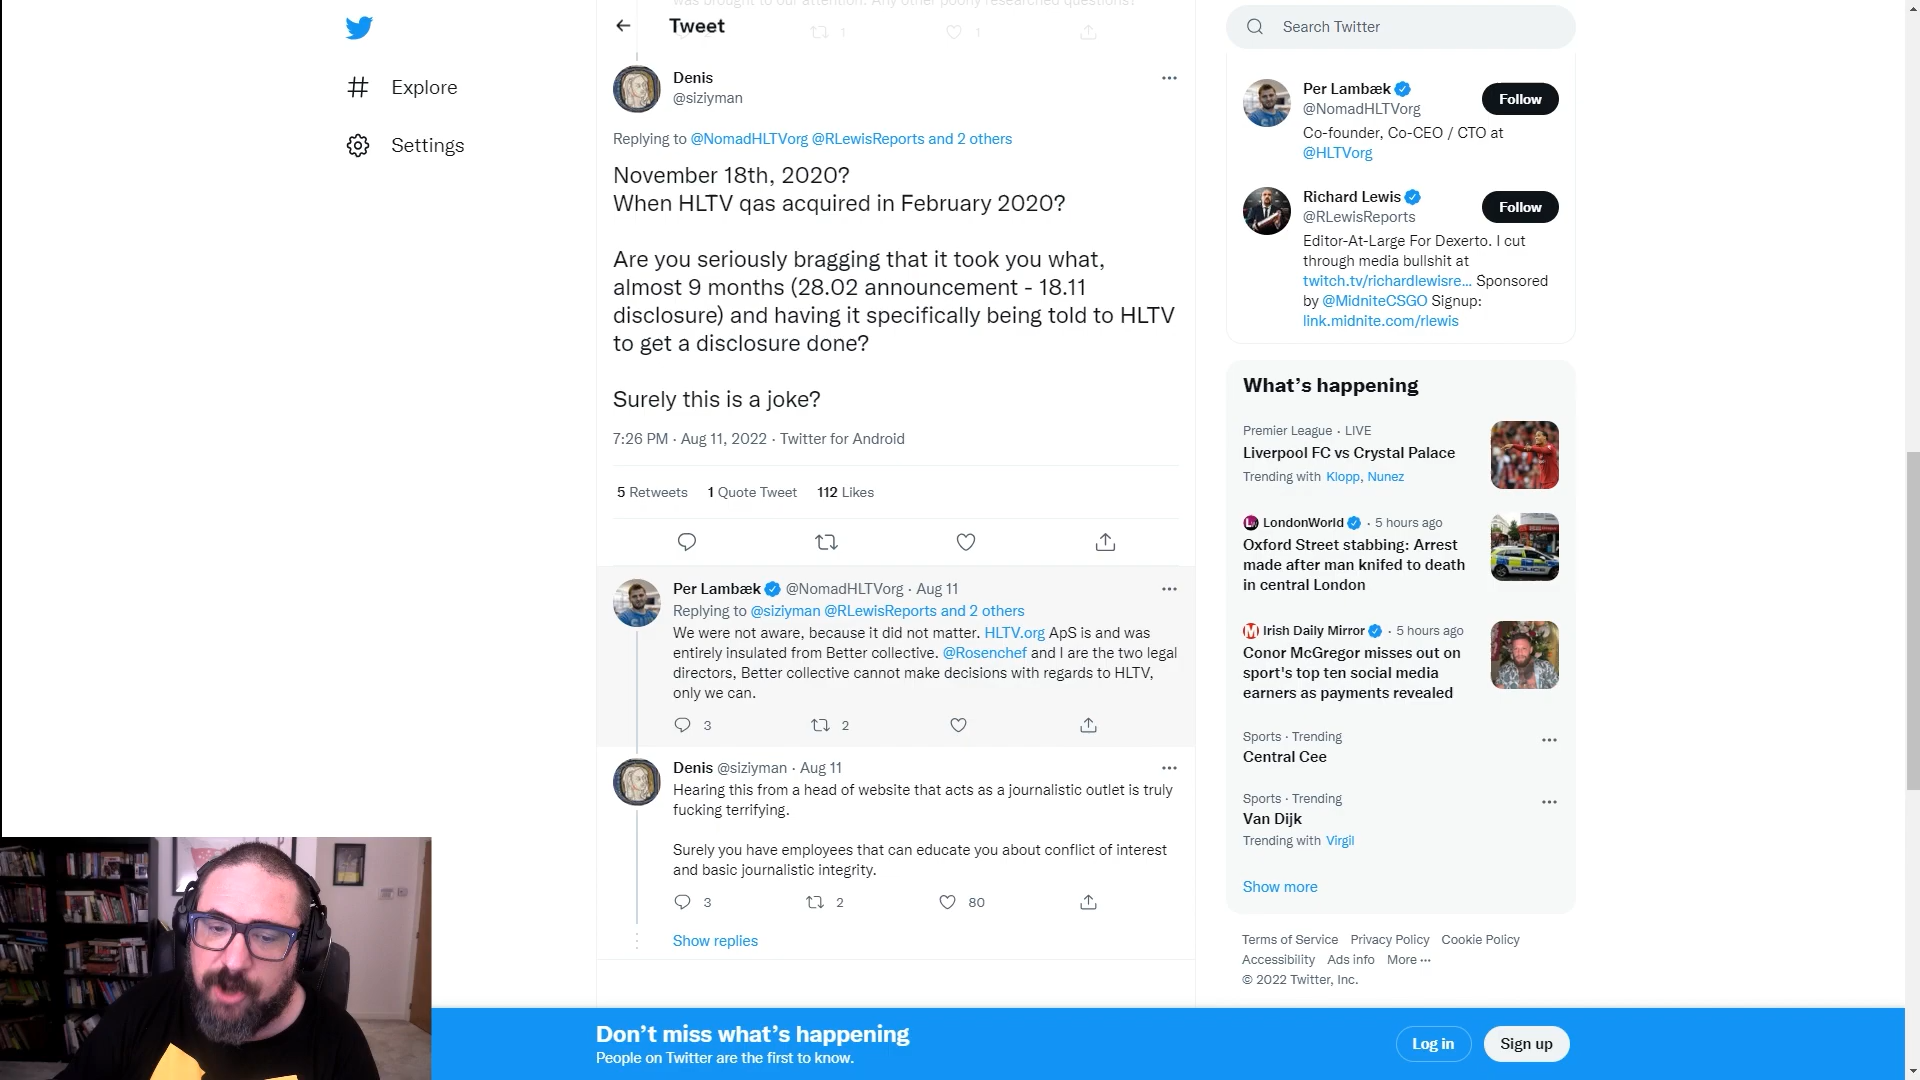 was brought to our attention. Any other poorly researched questions?
Tweet
1
1
Search Twitter
Explore
Settings
Denis
@siziyman
Replying to @NomadHLTVorg @RLewisReports and 2 others
November 18th, 2020?
When HLTV qas acquired in February 2020?
Are you seriously bragging that it took you what,
almost 9 months (28.02 announcement - 18.11
disclosure) and having it specifically being told to HLTV
to get a disclosure done?
Surely this is a joke?
7:26 PM · Aug 11, 2022 · Twitter for Android
5 Retweets 1 Quote Tweet 112 Likes
Per Lambæk @NomadHLTVorg · Aug 11
Replying to @siziyman @RLewisReports and 2 others
We were not aware, because it did not matter. HLTV.org ApS is and was
entirely insulated from Better collective. @Rosenchef and I are the two legal
directors, Better collective cannot make decisions with regards to HLTV,
only we can.
3 2
Denis @siziyman · Aug 11
Hearing this from a head of website that acts as a journalistic outlet is truly
fucking terrifying.
Surely you have employees that can educate you about conflict of interest
and basic journalistic integrity.
3 2 80
Show replies
Per Lambæk
@NomadHLTVorg
Follow
Co-founder, Co-CEO / CTO at
@HLTVorg
Richard Lewis
@RLewisReports
Follow
Editor-At-Large For Dexerto. I cut
through media bullshit at
twitch.tv/richardlewisre... Sponsored
by @MidniteCSGO Signup:
link.midnite.com/rlewis
What's happening
Premier League · LIVE
Liverpool FC vs Crystal Palace
Trending with Klopp, Nunez
LondonWorld · 5 hours ago
Oxford Street stabbing: Arrest
made after man knifed to death
in central London
Irish Daily Mirror · 5 hours ago
Conor McGregor misses out on
sport's top ten social media
earners as payments revealed
Sports · Trending
Central Cee
Sports · Trending
Van Dijk
Trending with Virgil
Show more
Terms of Service Privacy Policy Cookie Policy
Accessibility Ads info More ···
© 2022 Twitter, Inc.
Don't miss what's happening
People on Twitter are the first to know.
Log in
Sign up